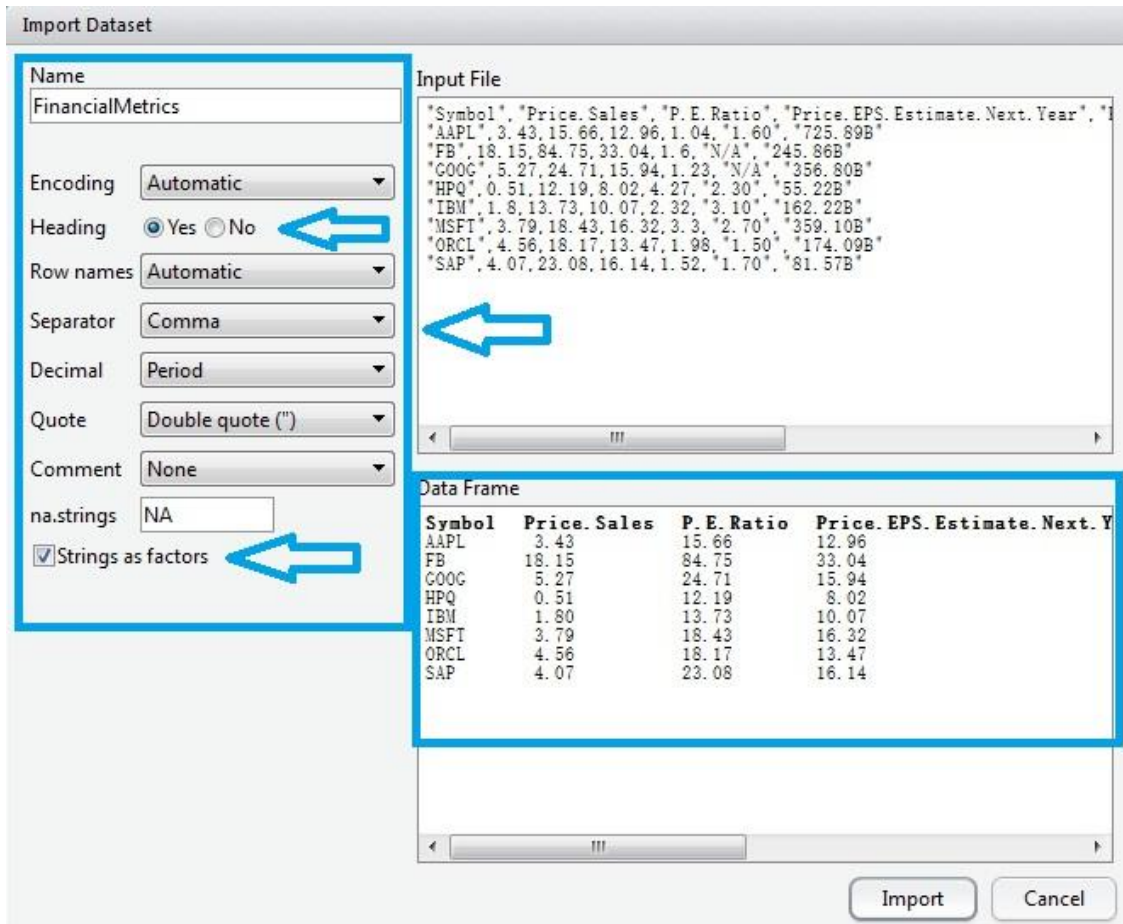 Import Dataset
Name
FinancialMetrics
Encoding Automatic
Heading Yes No
Row names Automatic
Separator Comma
Decimal Period
Quote Double quote (")
Comment None
na.strings NA
Strings as factors
Input File
"Symbol","Price.Sales","P.E.Ratio","Price.EPS.Estimate.Next.Year","
"AAPL",3.43,15.66,12.96,1.04,"1.60","725.89B"
"FB",18.15,84.75,33.04,1.6,"N/A","245.86B"
"GOOG",5.27,24.71,15.94,1.23,"N/A","356.80B"
"HPQ",0.51,12.19,8.02,4.27,"2.30","55.22B"
"IBM",1.8,13.73,10.07,2.32,"3.10","162.22B"
"MSFT",3.79,18.43,16.32,3.3,"2.70","359.10B"
"ORCL",4.56,18.17,13.47,1.98,"1.50","174.09B"
"SAP",4.07,23.08,16.14,1.52,"1.70","81.57B"
Data Frame
Symbol Price.Sales P.E.Ratio Price.EPS.Estimate.Next.Y
AAPL 3.43 15.66 12.96
FB 18.15 84.75 33.04
GOOG 5.27 24.71 15.94
HPQ 0.51 12.19 8.02
IBM 1.80 13.73 10.07
MSFT 3.79 18.43 16.32
ORCL 4.56 18.17 13.47
SAP 4.07 23.08 16.14
Import Cancel